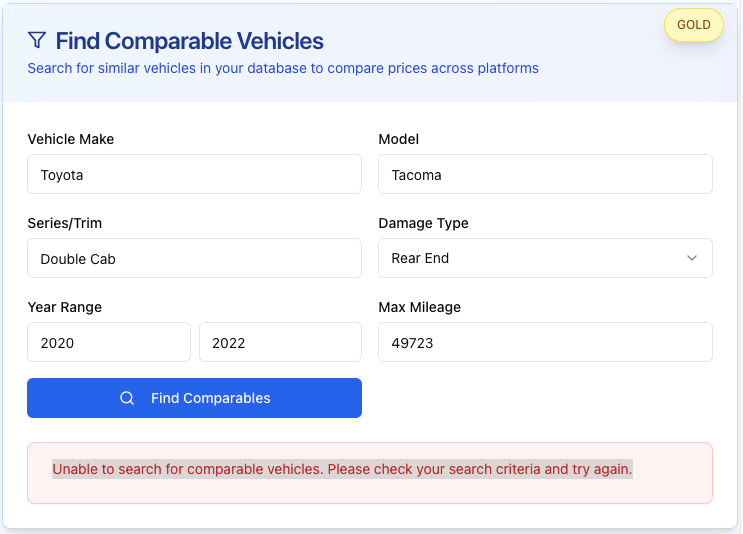 GOLD
Find Comparable Vehicles
Search for similar vehicles in your database to compare prices across platforms
Vehicle Make
Model
Toyota
Tacoma
Series/Trim
Damage Type
Double Cab
Rear End
Year Range
Max Mileage
2020
2022
49723
Find Comparables
Unable to search for comparable vehicles. Please check your search criteria and try again.